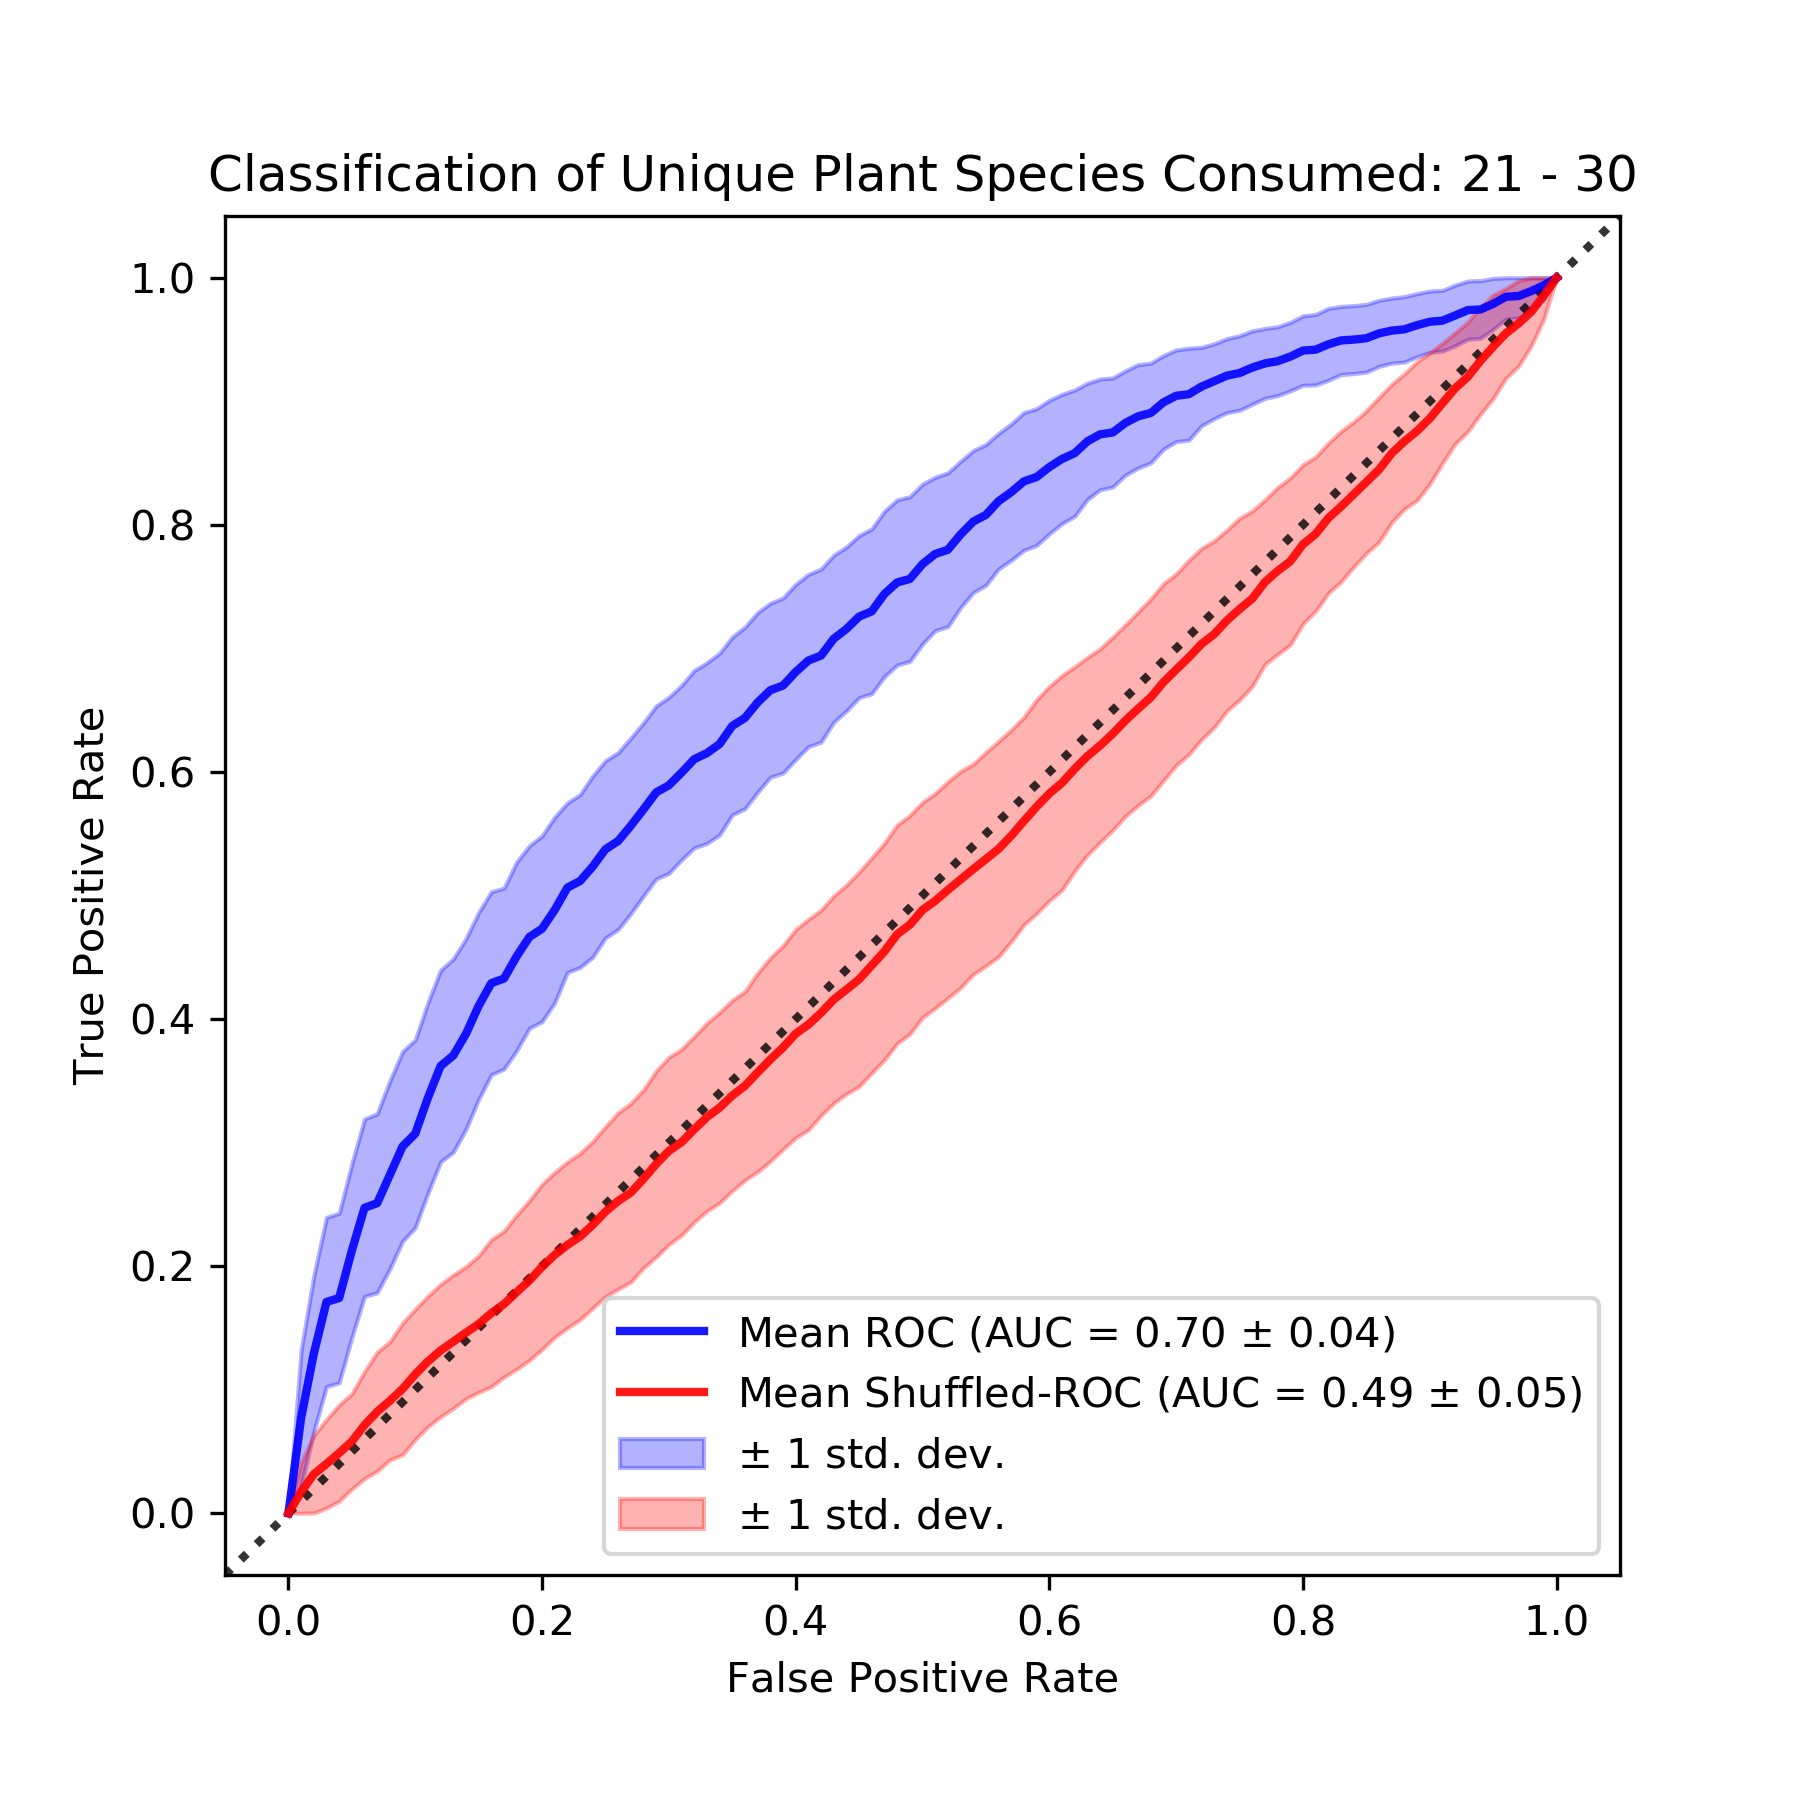 Classification of Unique Plant Species Consumed: 21 - 30
1.0
0.8
0.6
0.4
0.2
0.0
True Positive Rate
Mean ROC (AUC = 0.70 ± 0.04)
Mean Shuffled-ROC (AUC = 0.49 ± 0.05)
± 1 std. dev.
± 1 std. dev.
0.0 0.2 0.4 0.6 0.8 1.0
False Positive Rate